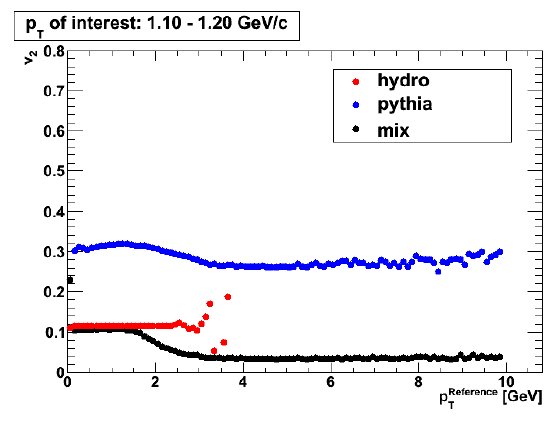 p_T of interest: 1.10 - 1.20 GeV/c
v_2
0.8
0.7
0.6
0.5
0.4
0.3
0.2
0.1
0
hydro
pythia
mix
0 2 4 6 8 10
p_T^Reference [GeV]